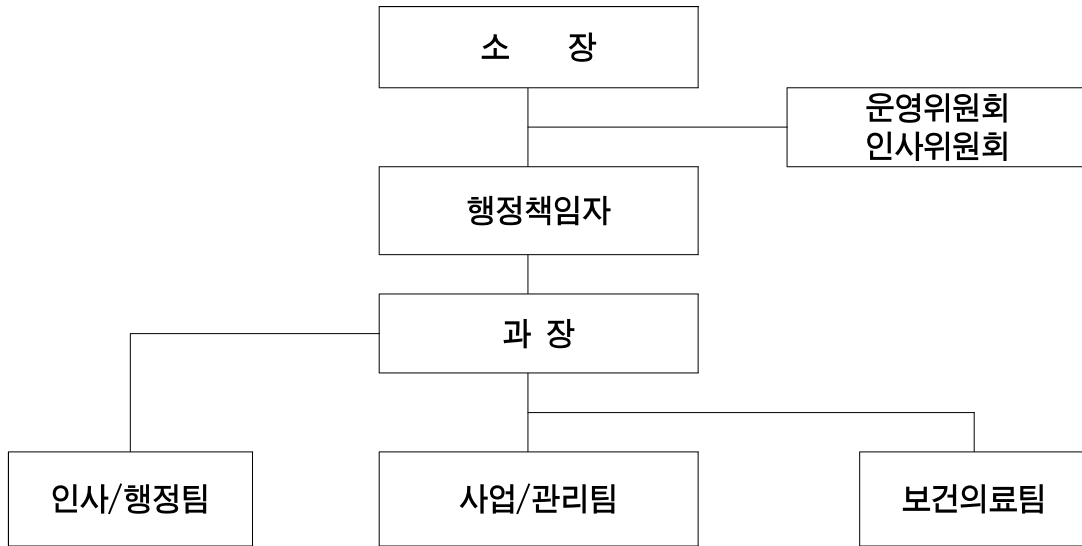 소 장
운영위원회
인사위원회
행정책임자
과 장
인사/행정팀
사업/관리팀
보건의료팀